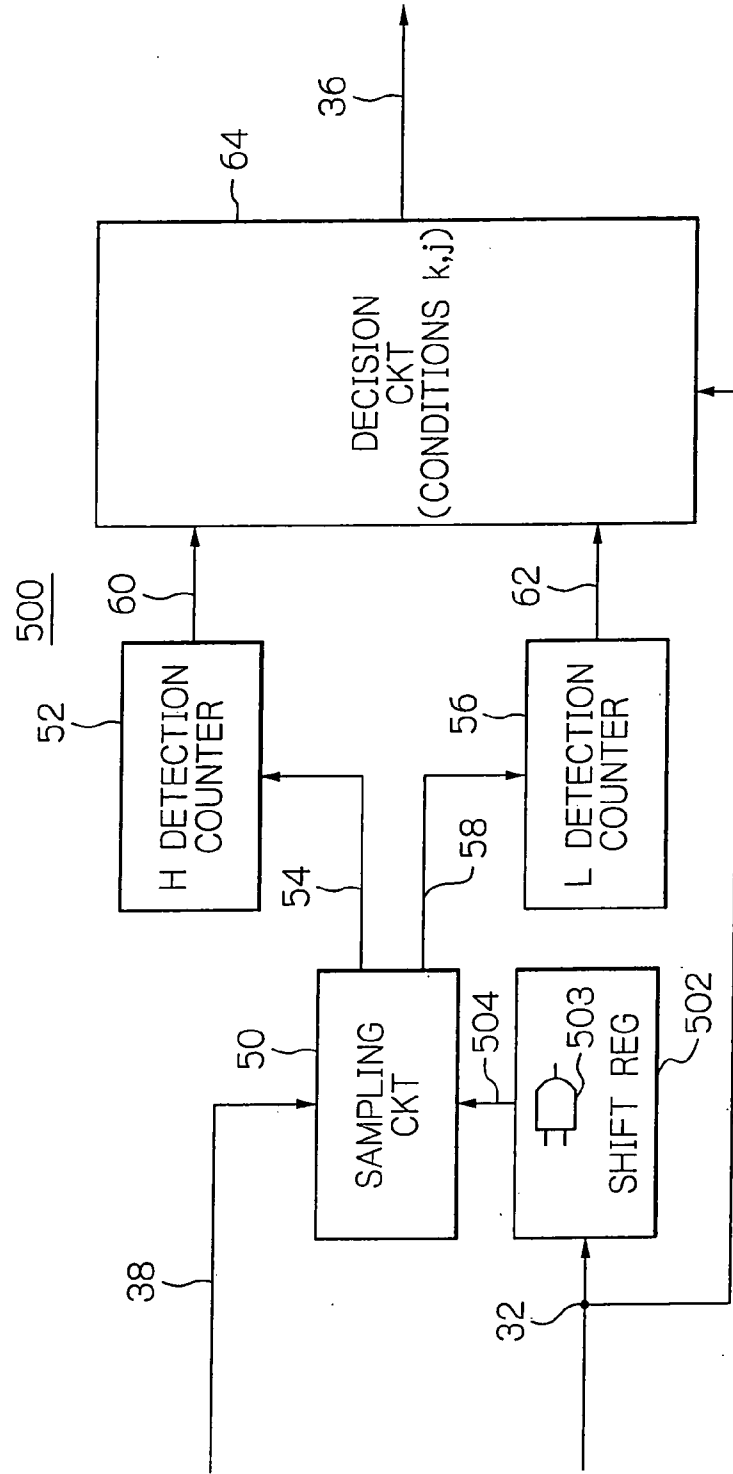 500
38
32
50
SAMPLING
CKT
504
503
SHIFT REG
502
54
58
52
H DETECTION
COUNTER
56
L DETECTION
COUNTER
60
62
64
DECISION
CKT
(CONDITIONS k,j)
36